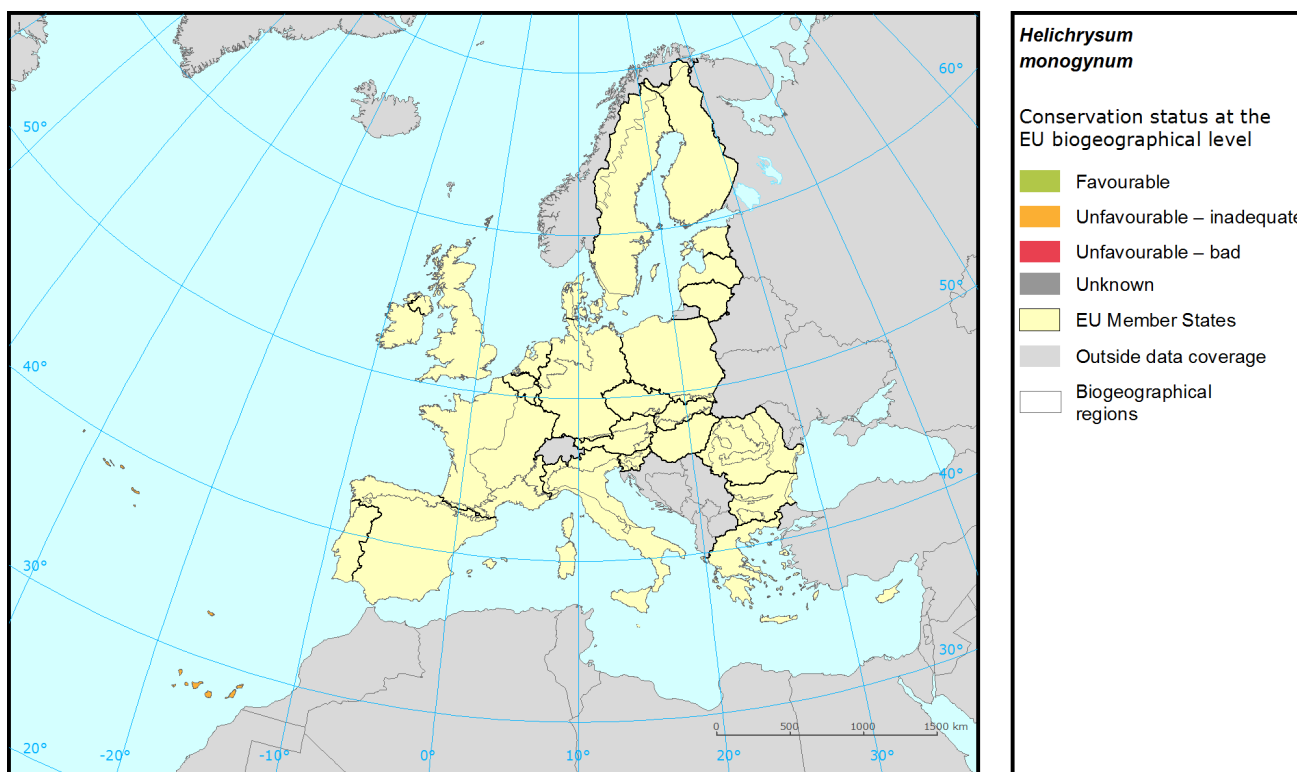 Helichrysum
monogynum
Conservation status at the
EU biogeographical level
Favourable
Unfavourable – inadequate
Unfavourable – bad
Unknown
EU Member States
Outside data coverage
Biogeographical
regions
60°
50°
50°
40°
40°
30°
30°
20°
-20°
-10°
0°
10°
20°
30°
0 500 1000 1500 km